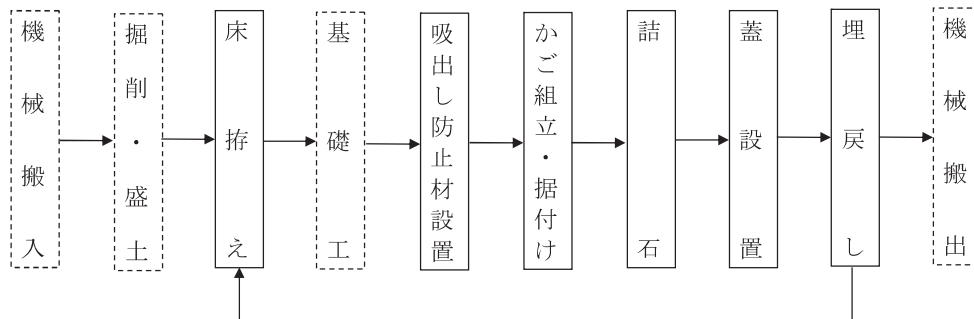 機械搬入
掘削・盛土
床拵え
基礎工
吸出し防止材設置
かご組立・据付け
詰石
蓋設置
埋戻し
機械搬出